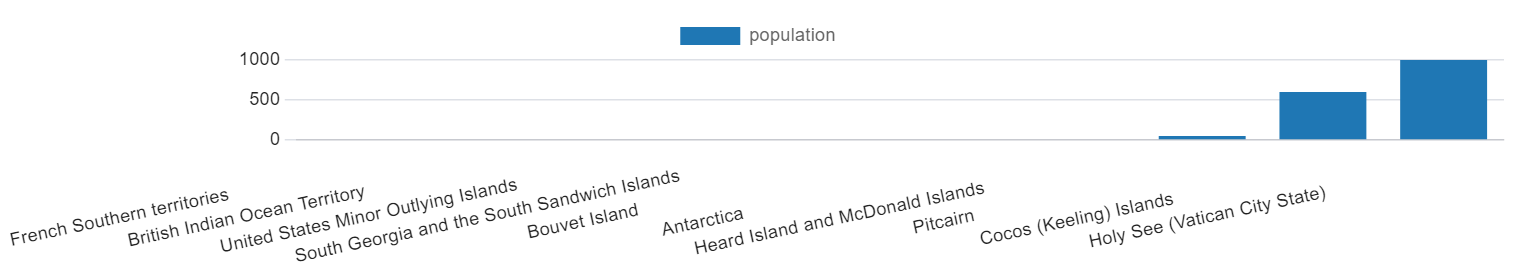 population
1000
500
0
French Southern territories
British Indian Ocean Territory
United States Minor Outlying Islands
South Georgia and the South Sandwich Islands
Bouvet Island
Antarctica
Heard Island and McDonald Islands
Pitcairn
Cocos (Keeling) Islands
Holy See (Vatican City State)